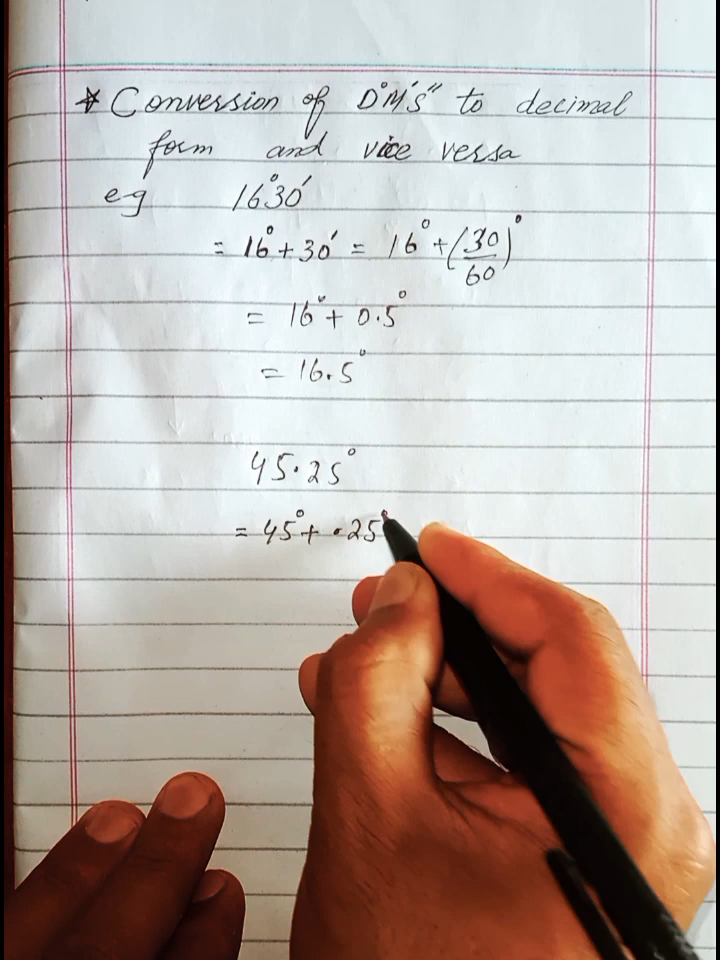 * Conversion of D°M'S" to decimal
form and vice versa
e.g 16°30'
= 16° + 30' = 16° + (30/60)°
= 16° + 0.5°
= 16.5°
45.25°
= 45° + .25°